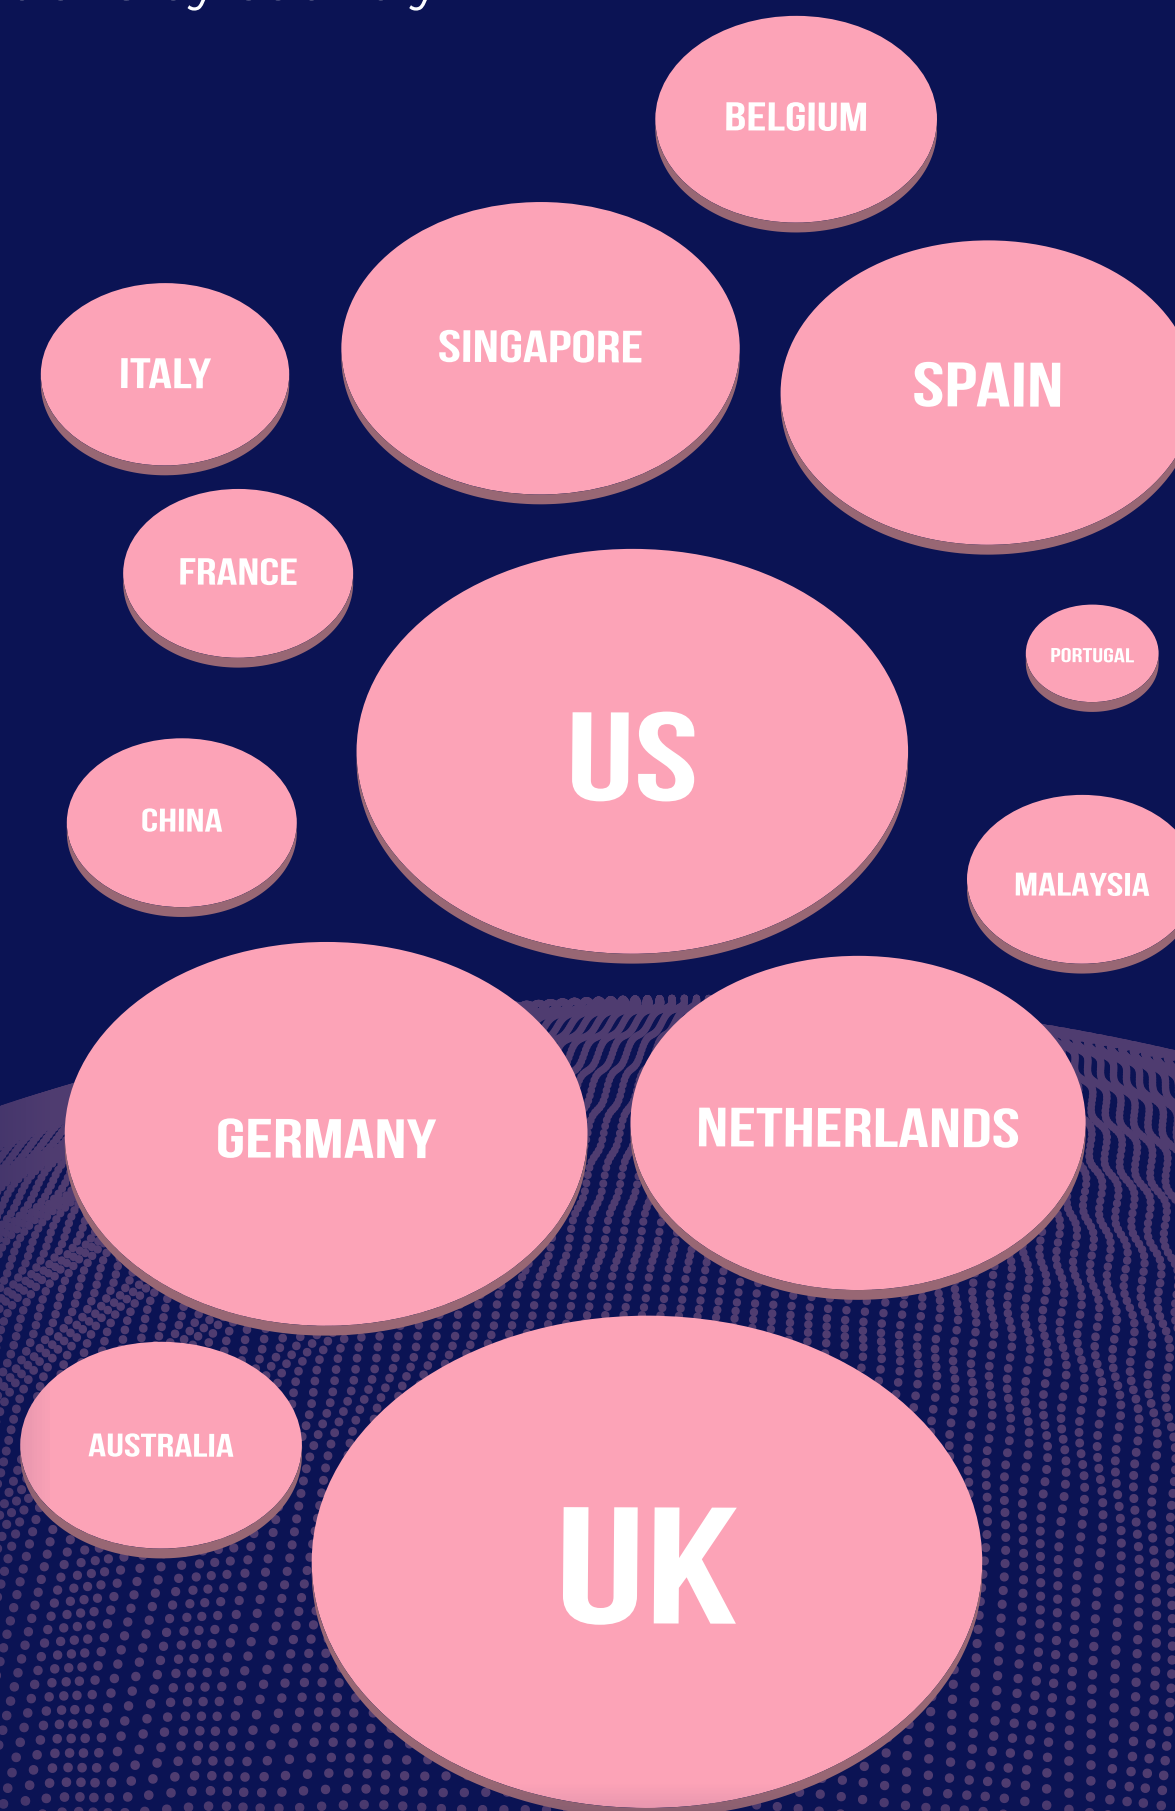 BELGIUM
SINGAPORE
ITALY
SPAIN
FRANCE
PORTUGAL
US
CHINA
MALAYSIA
GERMANY
NETHERLANDS
AUSTRALIA
UK